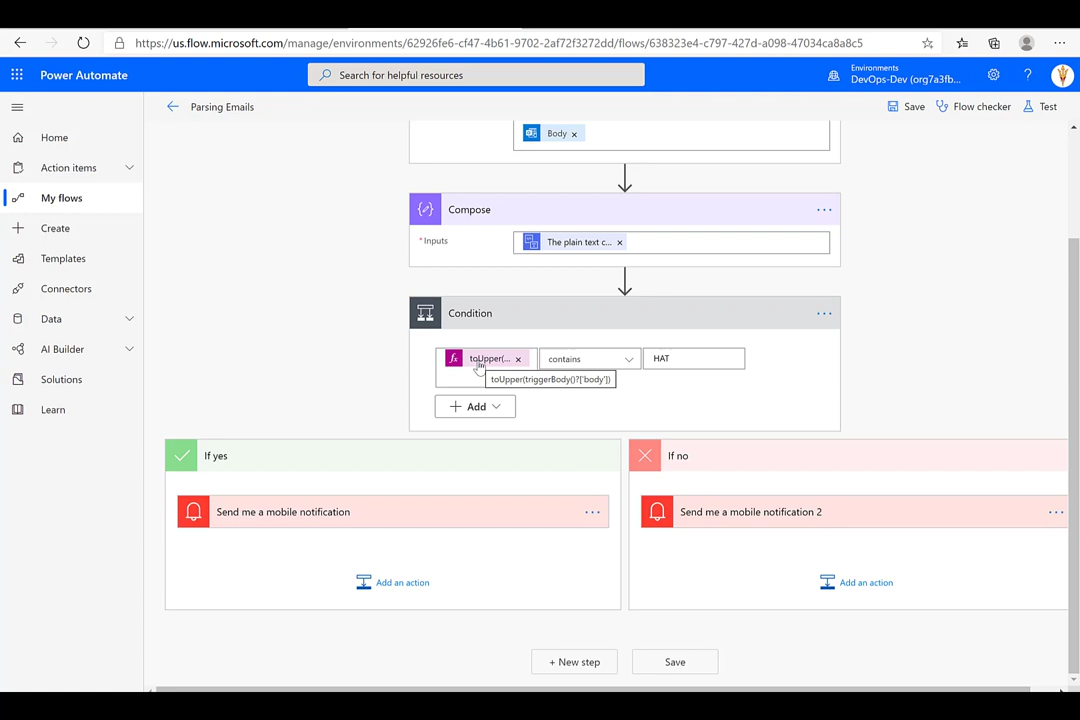 https://us.flow.microsoft.com/manage/environments/62926fe6-cf47-4b61-9702-2af72f3272dd/flows/638323e4-c797-427d-a098-47034ca8a8c5
Power Automate
Search for helpful resources
Environments
DevOps-Dev (org7a3fb...
?
Parsing Emails
Save
Flow checker
Test
Home
Action items
My flows
Create
Templates
Connectors
Data
AI Builder
Solutions
Learn
Body ×
Compose
...
* Inputs
The plain text c... ×
Condition
...
fx toUpper(... ×
contains
HAT
toUpper(triggerBody()?['body'])
+ Add
If yes
Send me a mobile notification
...
Add an action
If no
Send me a mobile notification 2
...
Add an action
+ New step
Save